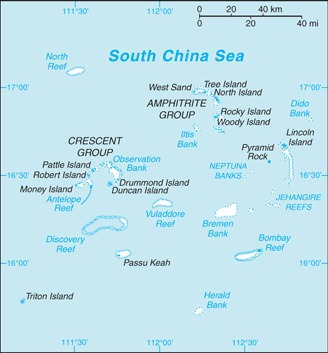 111°30'
112°00'
112°30'
0 20 40 km
0 20 40 mi
North
Reef
South China Sea
17°00'
17°00'
West Sand
Tree Island
North Island
AMPHITRITE
GROUP
Dido
Bank
Rocky Island
Woody Island
Iltis
Bank
Lincoln
Island
CRESCENT
GROUP
Observation
Bank
Pyramid
Rock
Pattle Island
Robert Island
NEPTUNA
BANKS
16°30'
16°30'
Money Island
Drummond Island
Duncan Island
Antelope
Reef
JEHANGIRE
REEFS
Vuladdore
Reef
Bremen
Bank
Discovery
Reef
Bombay
Reef
16°00'
16°00'
Passu Keah
Triton Island
Herald
Bank
111°30'
112°00'
112°30'